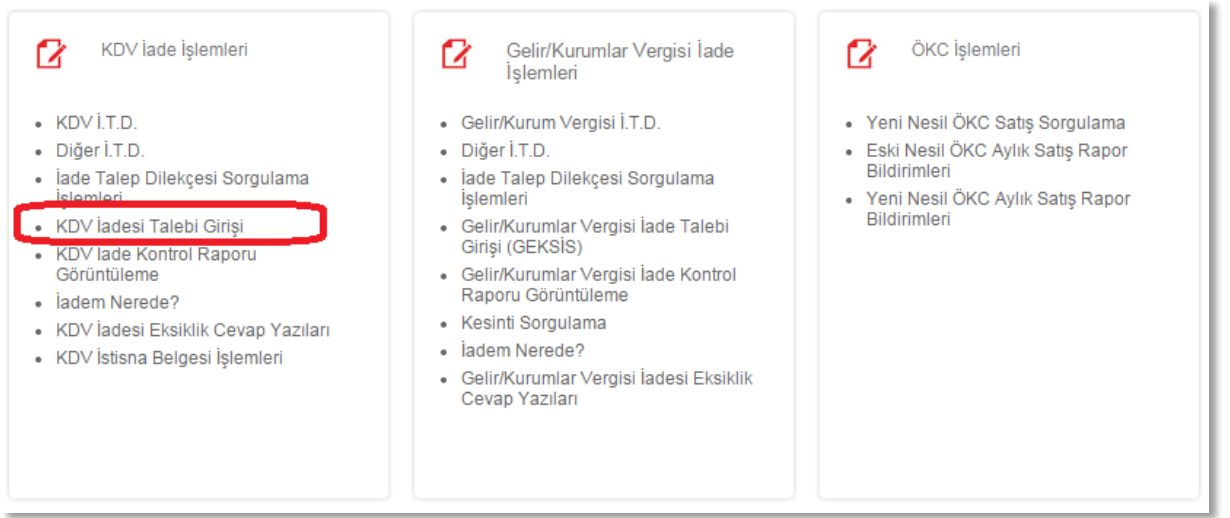 KDV İade İşlemleri
KDV İ.T.D.
Diğer İ.T.D.
İade Talep Dilekçesi Sorgulama
İşlemleri
KDV İadesi Talebi Girişi
KDV İade Kontrol Raporu
Görüntüleme
İadem Nerede?
KDV İadesi Eksiklik Cevap Yazıları
KDV İstisna Belgesi İşlemleri
Gelir/Kurumlar Vergisi İade
İşlemleri
Gelir/Kurum Vergisi İ.T.D.
Diğer İ.T.D.
İade Talep Dilekçesi Sorgulama
İşlemleri
Gelir/Kurumlar Vergisi İade Talebi
Girişi (GEKSİS)
Gelir/Kurumlar Vergisi İade Kontrol
Raporu Görüntüleme
Kesinti Sorgulama
İadem Nerede?
Gelir/Kurumlar Vergisi İadesi Eksiklik
Cevap Yazıları
ÖKC İşlemleri
Yeni Nesil ÖKC Satış Sorgulama
Eski Nesil ÖKC Aylık Satış Rapor
Bildirimleri
Yeni Nesil ÖKC Aylık Satış Rapor
Bildirimleri